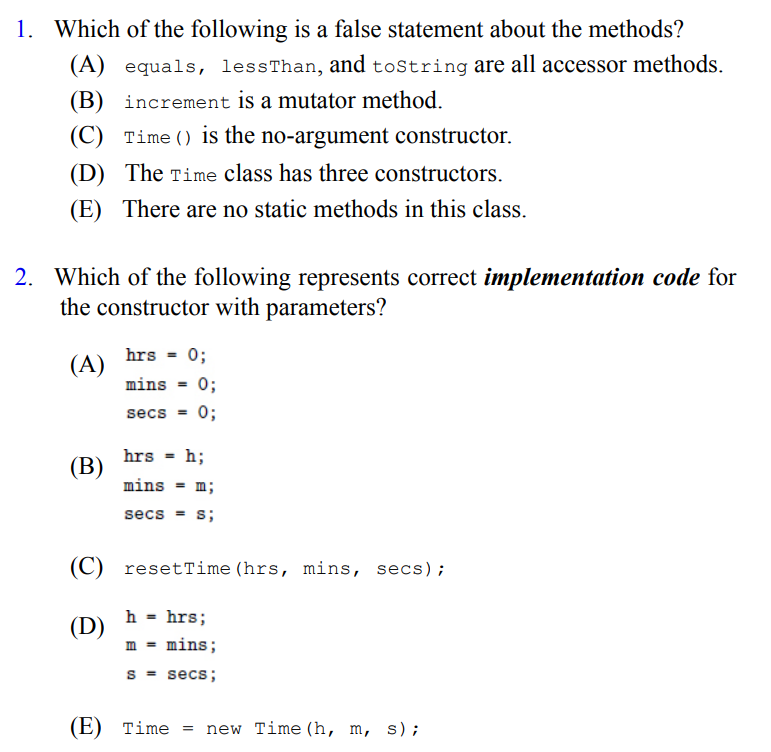 1. Which of the following is a false statement about the methods?
(A) equals, lessThan, and toString are all accessor methods.
(B) increment is a mutator method.
(C) Time() is the no-argument constructor.
(D) The Time class has three constructors.
(E) There are no static methods in this class.
2. Which of the following represents correct implementation code for
the constructor with parameters?
(A) hrs = 0;
mins = 0;
secs = 0;
(B) hrs = h;
mins = m;
secs = s;
(C) resetTime(hrs, mins, secs);
(D) h = hrs;
m = mins;
s = secs;
(E) Time = new Time(h, m, s);